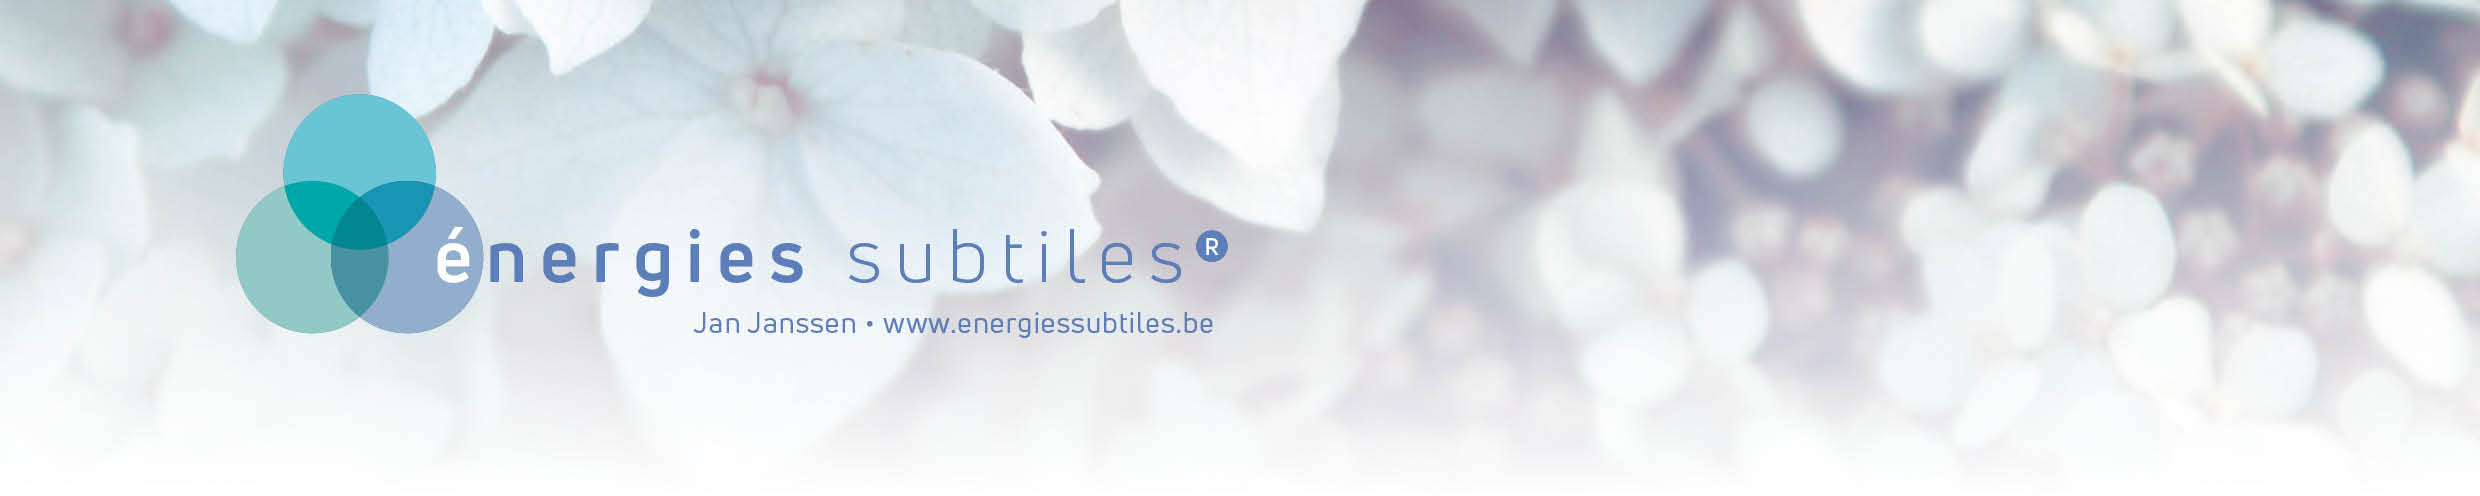 énergies subtiles®
Jan Janssen • www.energiessubtiles.be